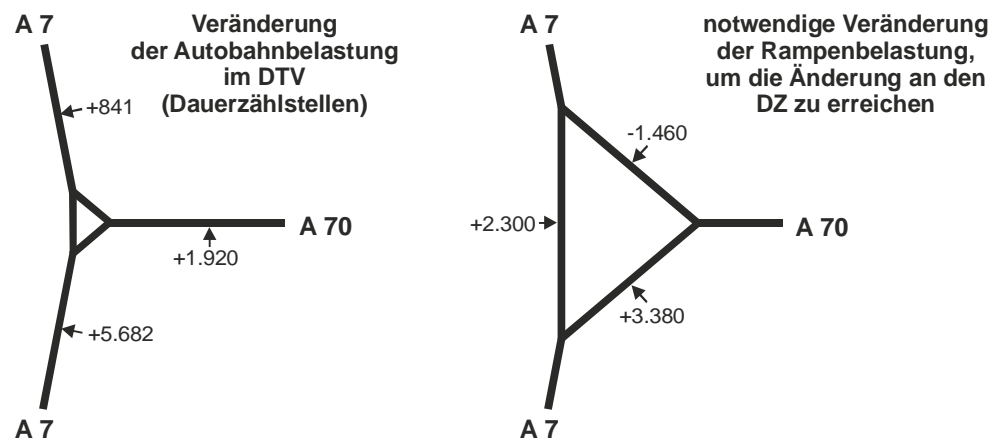 A 7
Veränderung
der Autobahnbelastung
im DTV
(Dauerzählstellen)
+841
A 70
+1.920
+5.682
A 7
A 7
notwendige Veränderung
der Rampenbelastung,
um die Änderung an den
DZ zu erreichen
-1.460
+2.300
A 70
+3.380
A 7